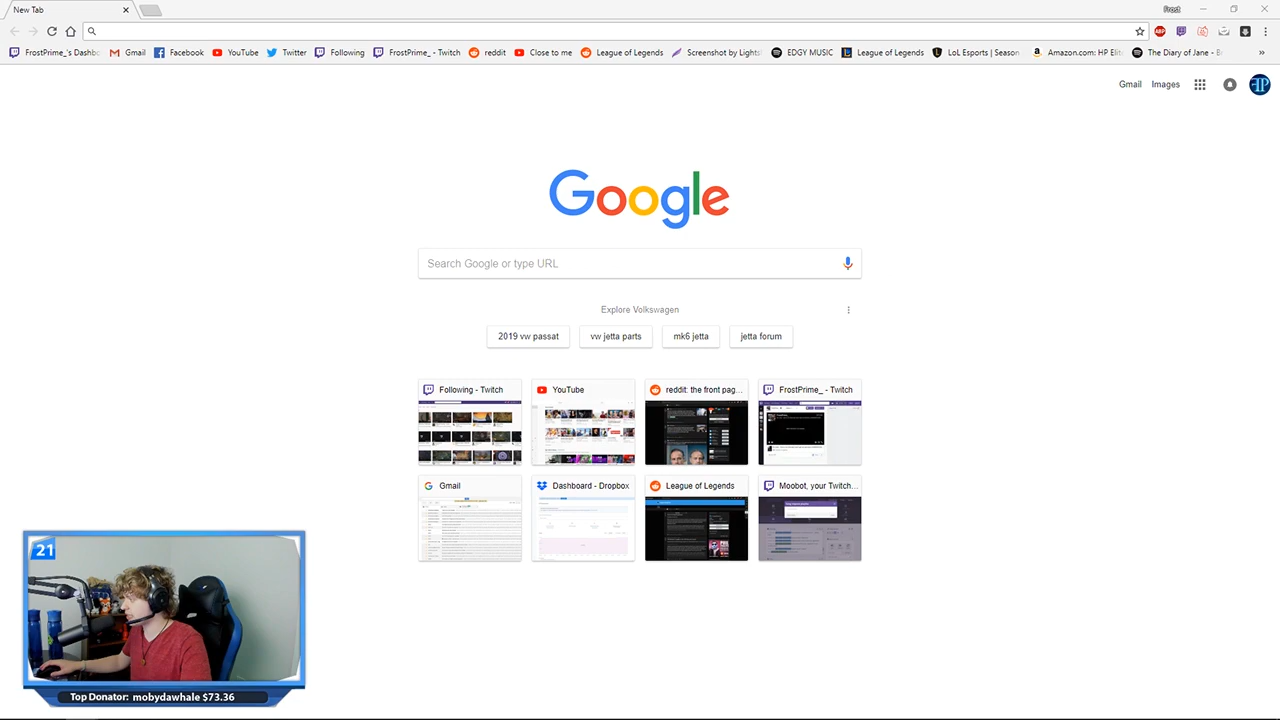 New Tab
Frost
FrostPrime_'s Dashbo
Gmail
Facebook
YouTube
Twitter
Following
FrostPrime_ - Twitch
reddit
Close to me
League of Legends
Screenshot by Lights
EDGY MUSIC
League of Legends
LoL Esports | Season
Amazon.com: HP Elit
The Diary of Jane - B
Gmail
Images
Google
Search Google or type URL
Explore Volkswagen
2019 vw passat
vw jetta parts
mk6 jetta
jetta forum
Following - Twitch
YouTube
reddit: the front pag...
FrostPrime_ - Twitch
Gmail
Dashboard - Dropbox
League of Legends
Moobot, your Twitch...
21
Top Donator: mobydawhale $73.36